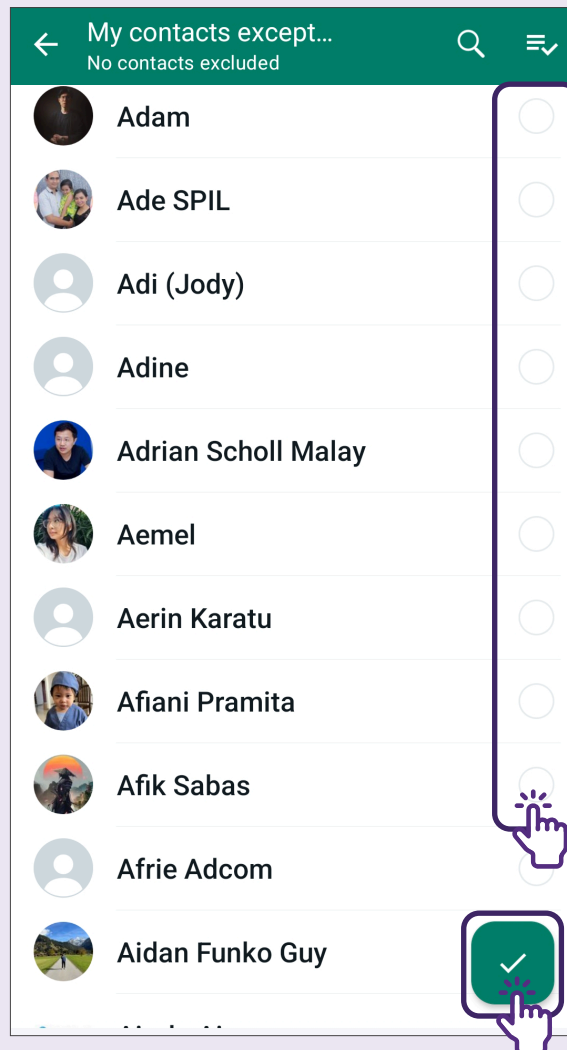 My contacts except...
No contacts excluded
Adam
Ade SPIL
Adi (Jody)
Adine
Adrian Scholl Malay
Aemel
Aerin Karatu
Afiani Pramita
Afik Sabas
Afrie Adcom
Aidan Funko Guy